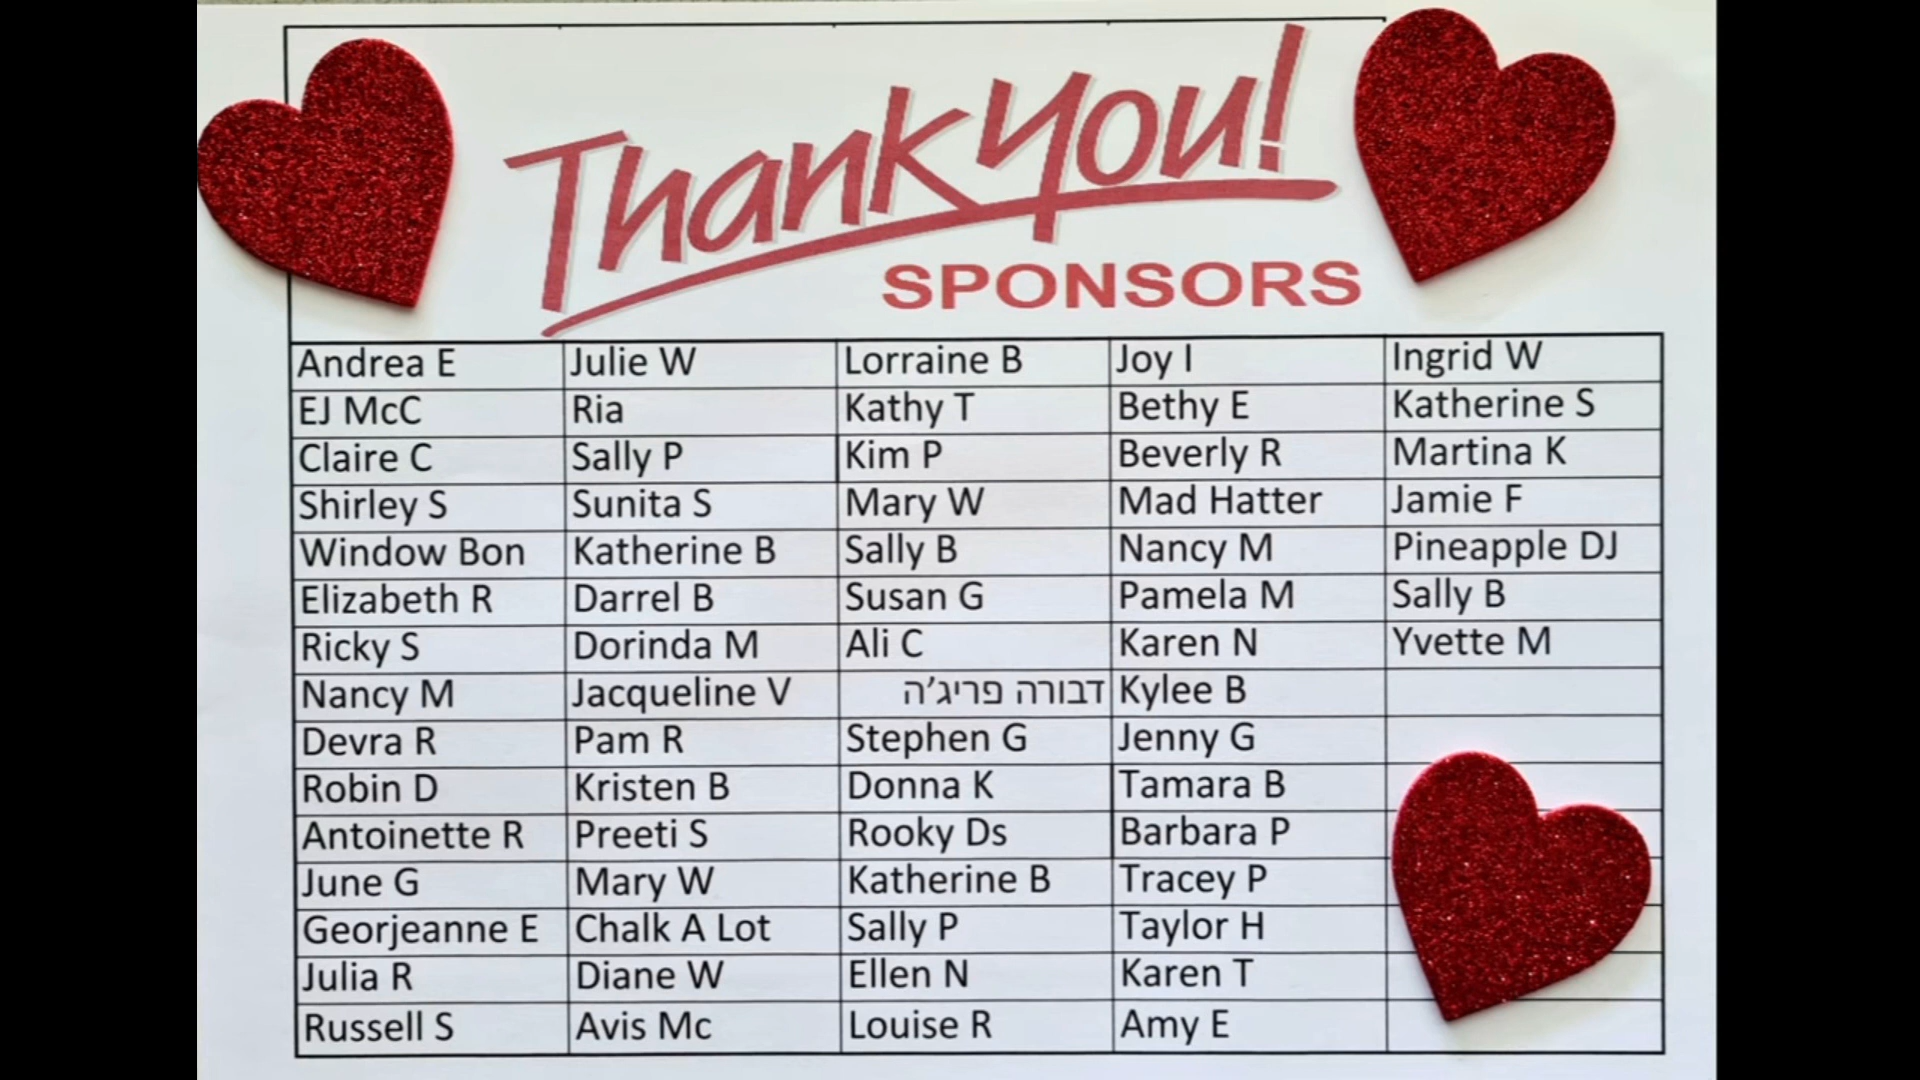 Thank You!
SPONSORS
Andrea E Julie W Lorraine B Joy I Ingrid W
EJ McC Ria Kathy T Bethy E Katherine S
Claire C Sally P Kim P Beverly R Martina K
Shirley S Sunita S Mary W Mad Hatter Jamie F
Window Bon Katherine B Sally B Nancy M Pineapple DJ
Elizabeth R Darrel B Susan G Pamela M Sally B
Ricky S Dorinda M Ali C Karen N Yvette M
Nancy M Jacqueline V דבורה פריג'ה Kylee B
Devra R Pam R Stephen G Jenny G
Robin D Kristen B Donna K Tamara B
Antoinette R Preeti S Rooky Ds Barbara P
June G Mary W Katherine B Tracey P
Georjeanne E Chalk A Lot Sally P Taylor H
Julia R Diane W Ellen N Karen T
Russell S Avis Mc Louise R Amy E